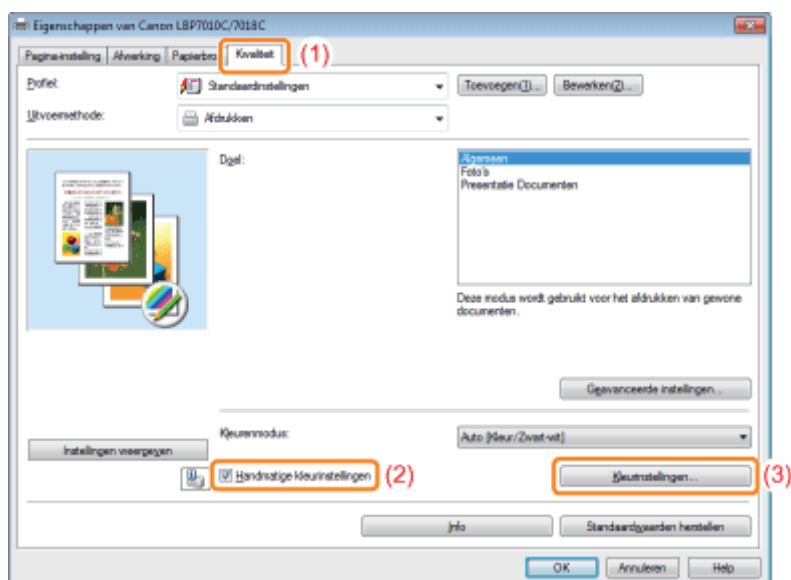 Eigenschappen van Canon LBP7010C/7018C
Pagina-instelling Afwerking Papierbro Kwaliteit (1)
Profiel: Standaardinstellingen Toevoegen(1)... Bewerken(2)...
Uitvoermethode: Afdrukken
Doel: Algemeen
Foto's
Presentatie Documenten
Deze modus wordt gebruikt voor het afdrukken van gewone
documenten.
Geavanceerde instellingen...
Kleurenmodus: Auto [Kleur/Zwart-wit]
Instellingen weergeven
Handmatige kleurinstellingen (2) Kleurinstellingen... (3)
Info Standaardwaarden herstellen
OK Annuleren Help